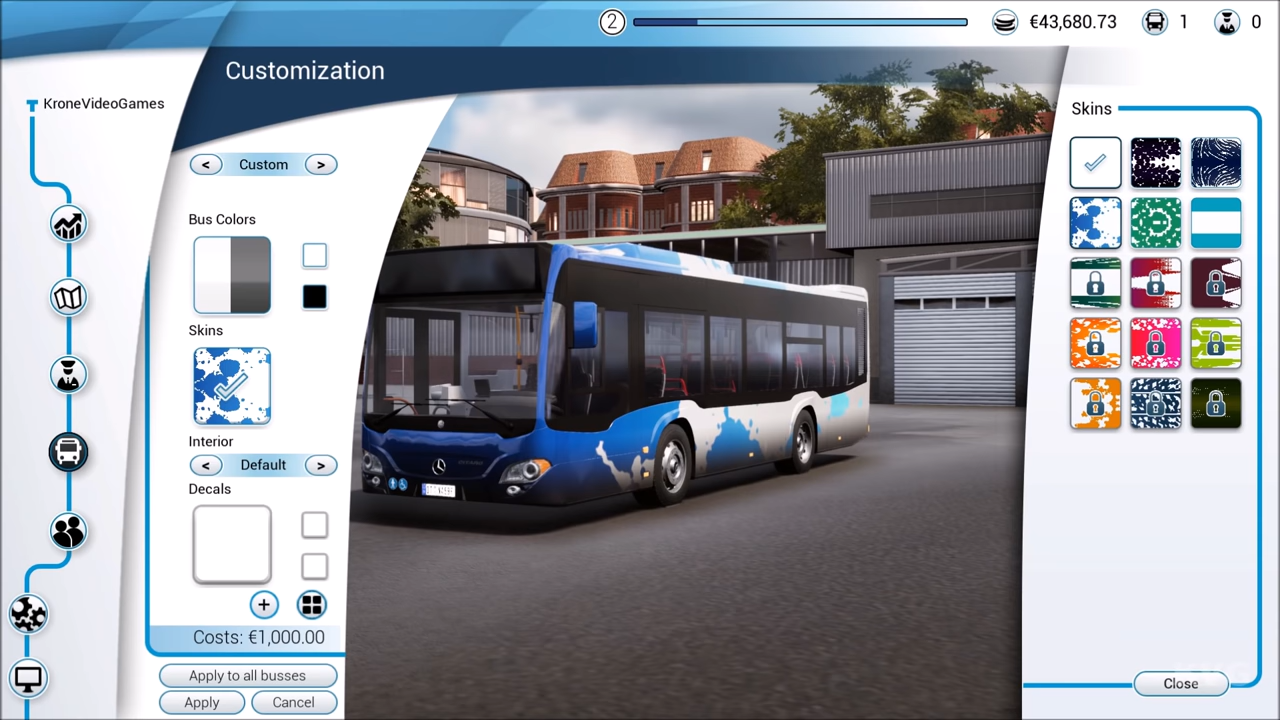 2
€43,680.73
1
0
Customization
KroneVideoGames
Skins
< Custom >
Bus Colors
Skins
Interior
< Default >
Decals
+
Costs: €1,000.00
Apply to all busses
Apply
Cancel
Close